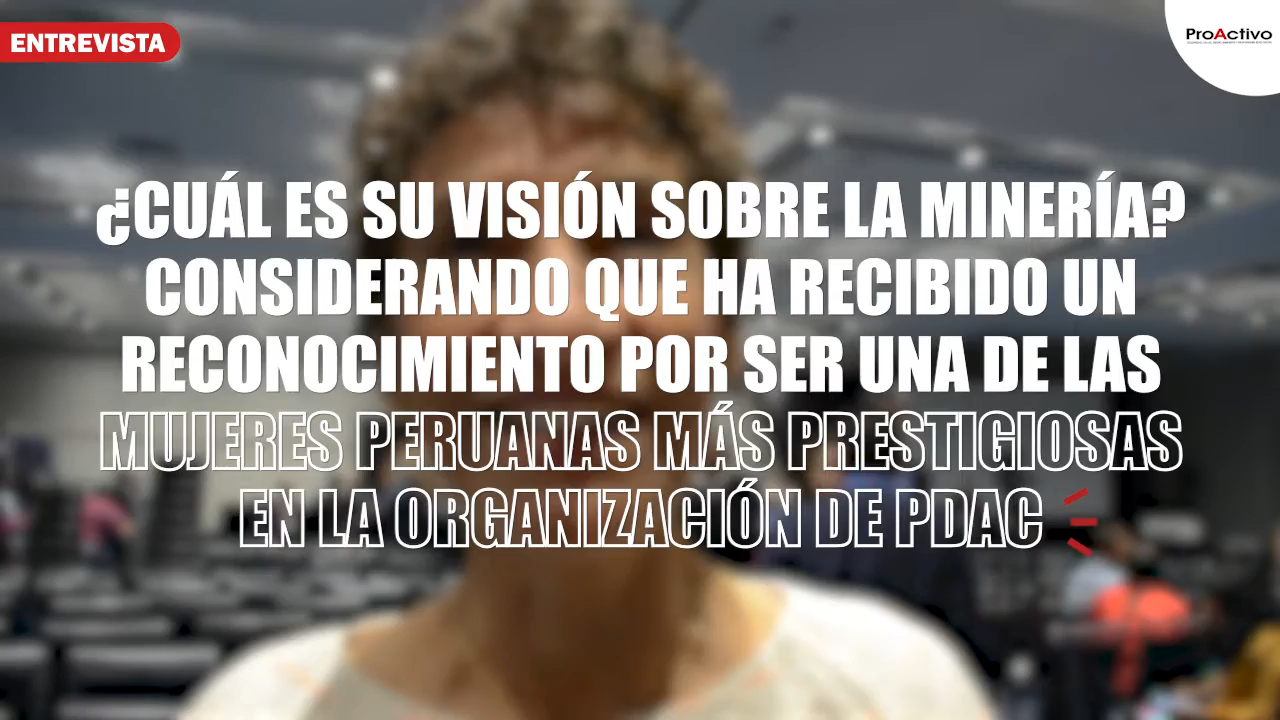 ENTREVISTA
ProActivo
¿CUÁL ES SU VISIÓN SOBRE LA MINERÍA?
CONSIDERANDO QUE HA RECIBIDO UN
RECONOCIMIENTO POR SER UNA DE LAS
MUJERES PERUANAS MÁS PRESTIGIOSAS
EN LA ORGANIZACIÓN DE PDAC